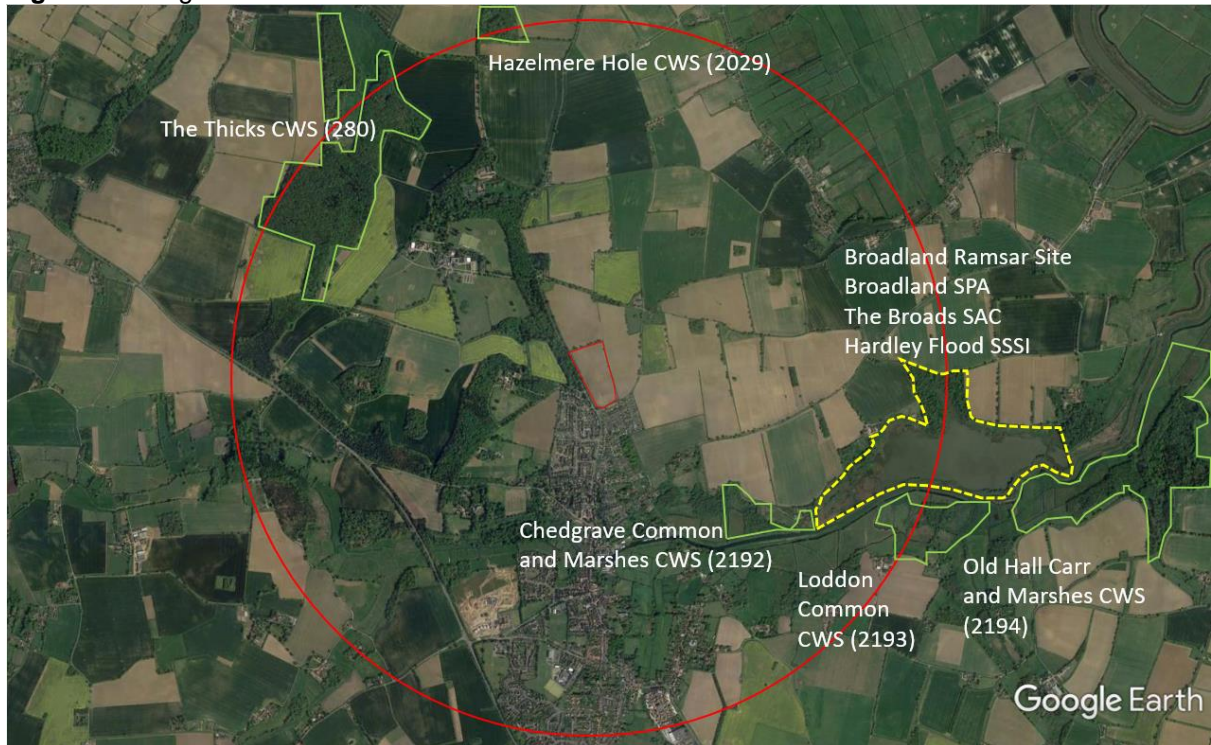 Hazelmere Hole CWS (2029)
The Thicks CWS (280)
Broadland Ramsar Site
Broadland SPA
The Broads SAC
Hardley Flood SSSI
Chedgrave Common
and Marshes CWS (2192)
Loddon
Common
CWS (2193)
Old Hall Carr
and Marshes CWS
(2194)
Google Earth